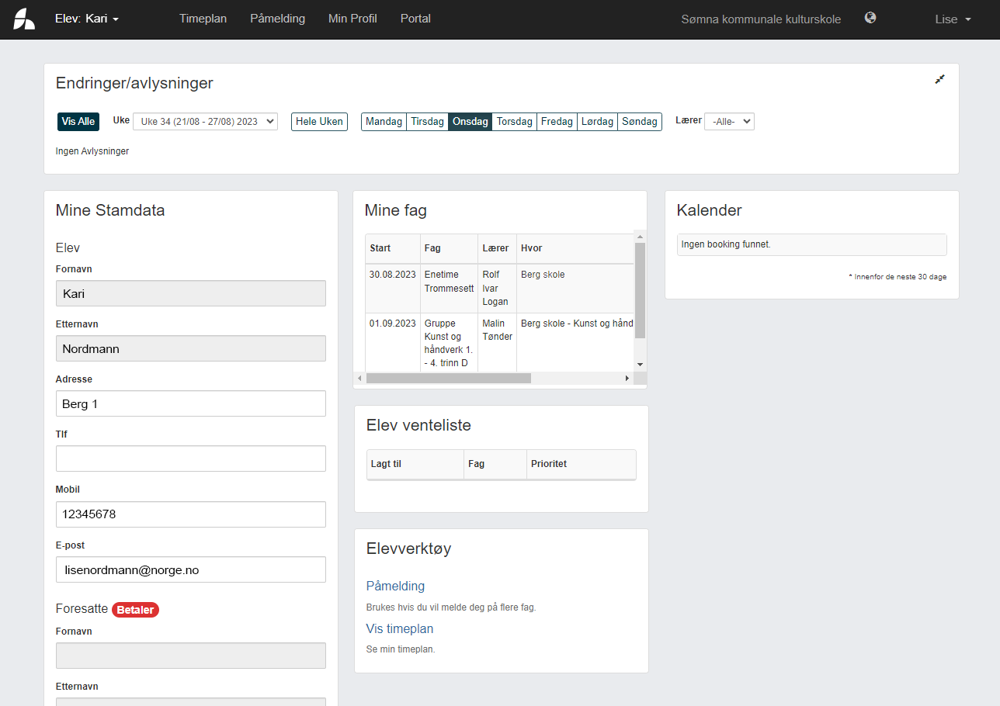 Elev: Kari
Timeplan
Påmelding
Min Profil
Portal
Sømna kommunale kulturskole
Lise
Endringer/avlysninger
Vis Alle
Uke
Uke 34 (21/08 - 27/08) 2023
Hele Uken
Mandag
Tirsdag
Onsdag
Torsdag
Fredag
Lørdag
Søndag
Lærer
-Alle-
Ingen Avlysninger
Mine Stamdata
Elev
Fornavn
Kari
Etternavn
Nordmann
Adresse
Berg 1
Tlf
Mobil
12345678
E-post
lisenordmann@norge.no
Foresatte Betaler
Fornavn
Etternavn
Mine fag
Start
Fag
Lærer
Hvor
30.08.2023
Enetime
Trommesett
Rolf
Ivar
Logan
Berg skole
01.09.2023
Gruppe
Kunst og
håndverk 1.
- 4. trinn D
Malin
Tønder
Berg skole - Kunst og hånd
Elev venteliste
Lagt til
Fag
Prioritet
Elevverktøy
Påmelding
Brukes hvis du vil melde deg på flere fag.
Vis timeplan
Se min timeplan.
Kalender
Ingen booking funnet.
* Innenfor de neste 30 dage